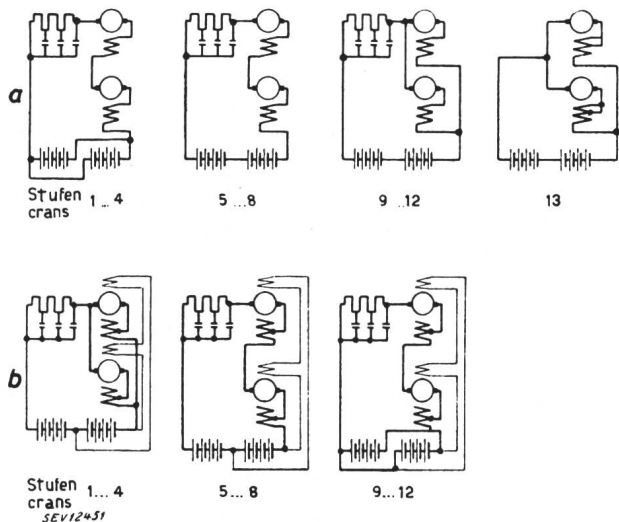 a
Stufen
crans 1 ... 4 5 ... 8 9 .. 12 13
b
Stufen
crans 1 ... 4 5 ... 8 9 ... 12
SEV12451